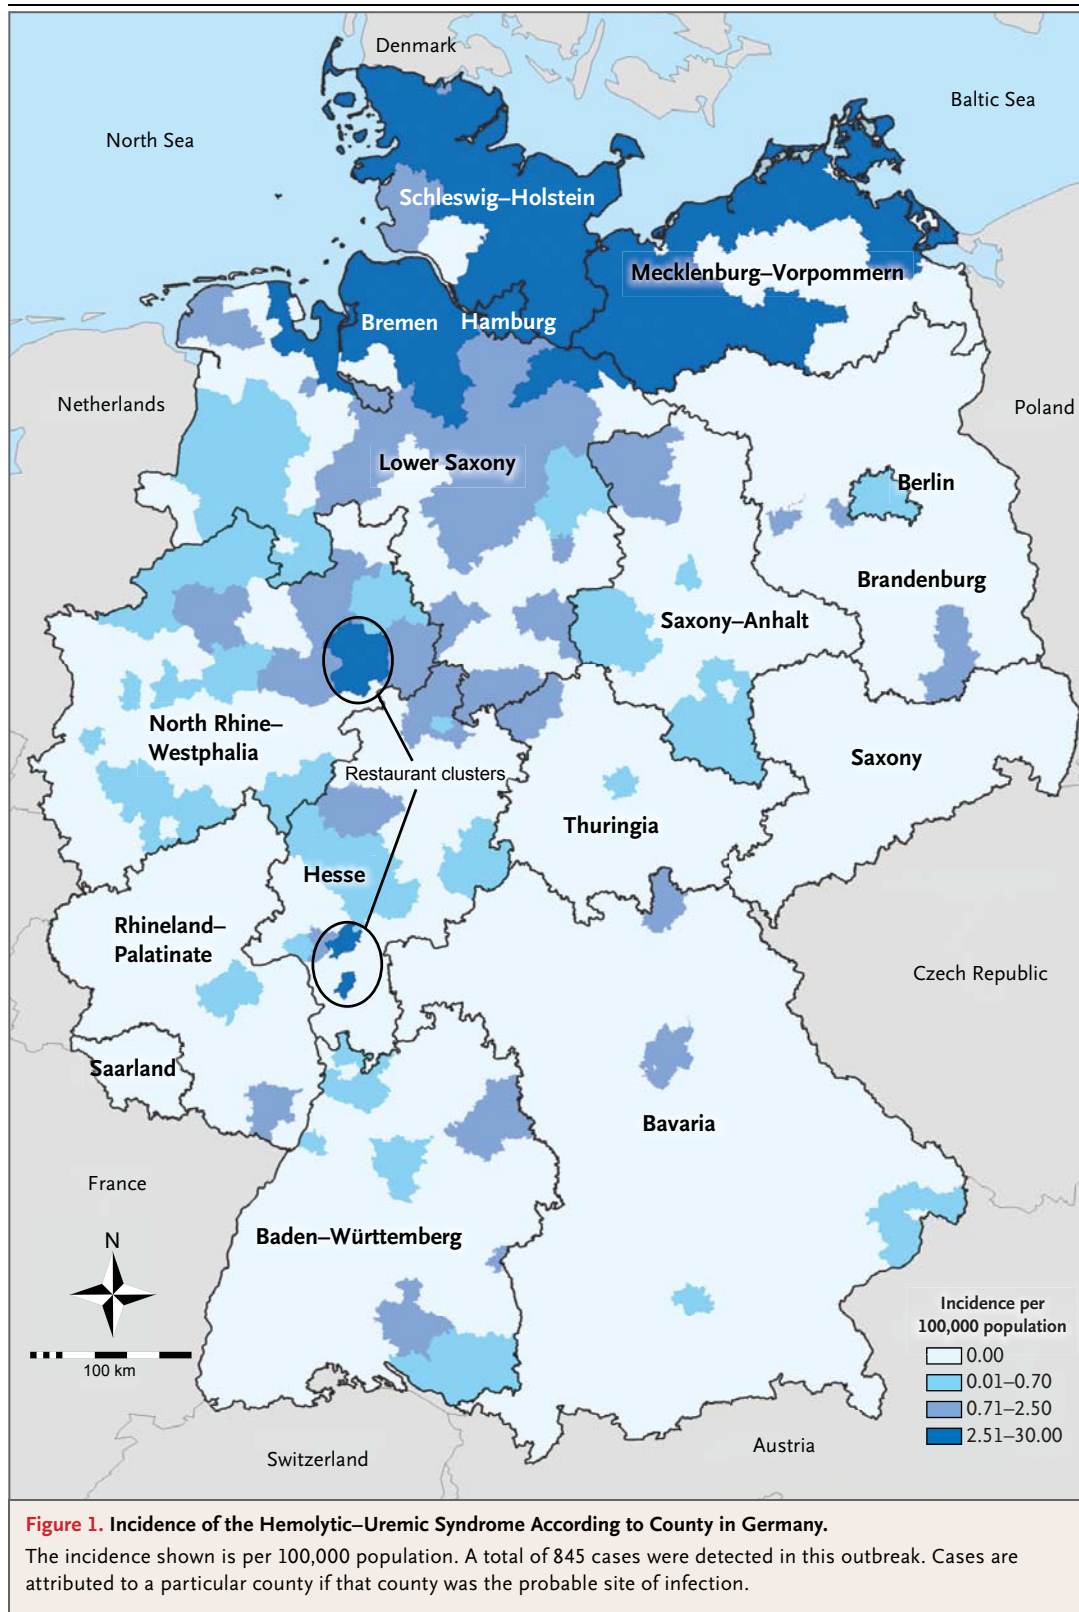 Denmark
Baltic Sea
North Sea
Schleswig–Holstein
Mecklenburg–Vorpommern
Bremen
Hamburg
Netherlands
Poland
Lower Saxony
Berlin
Brandenburg
Saxony–Anhalt
North Rhine–
Westphalia
Saxony
Restaurant clusters
Thuringia
Hesse
Rhineland–
Palatinate
Czech Republic
Saarland
Bavaria
France
N
Baden–Württemberg
100 km
Incidence per
100,000 population
0.00
0.01–0.70
0.71–2.50
2.51–30.00
Switzerland
Austria
Figure 1. Incidence of the Hemolytic–Uremic Syndrome According to County in Germany.
The incidence shown is per 100,000 population. A total of 845 cases were detected in this outbreak. Cases are
attributed to a particular county if that county was the probable site of infection.